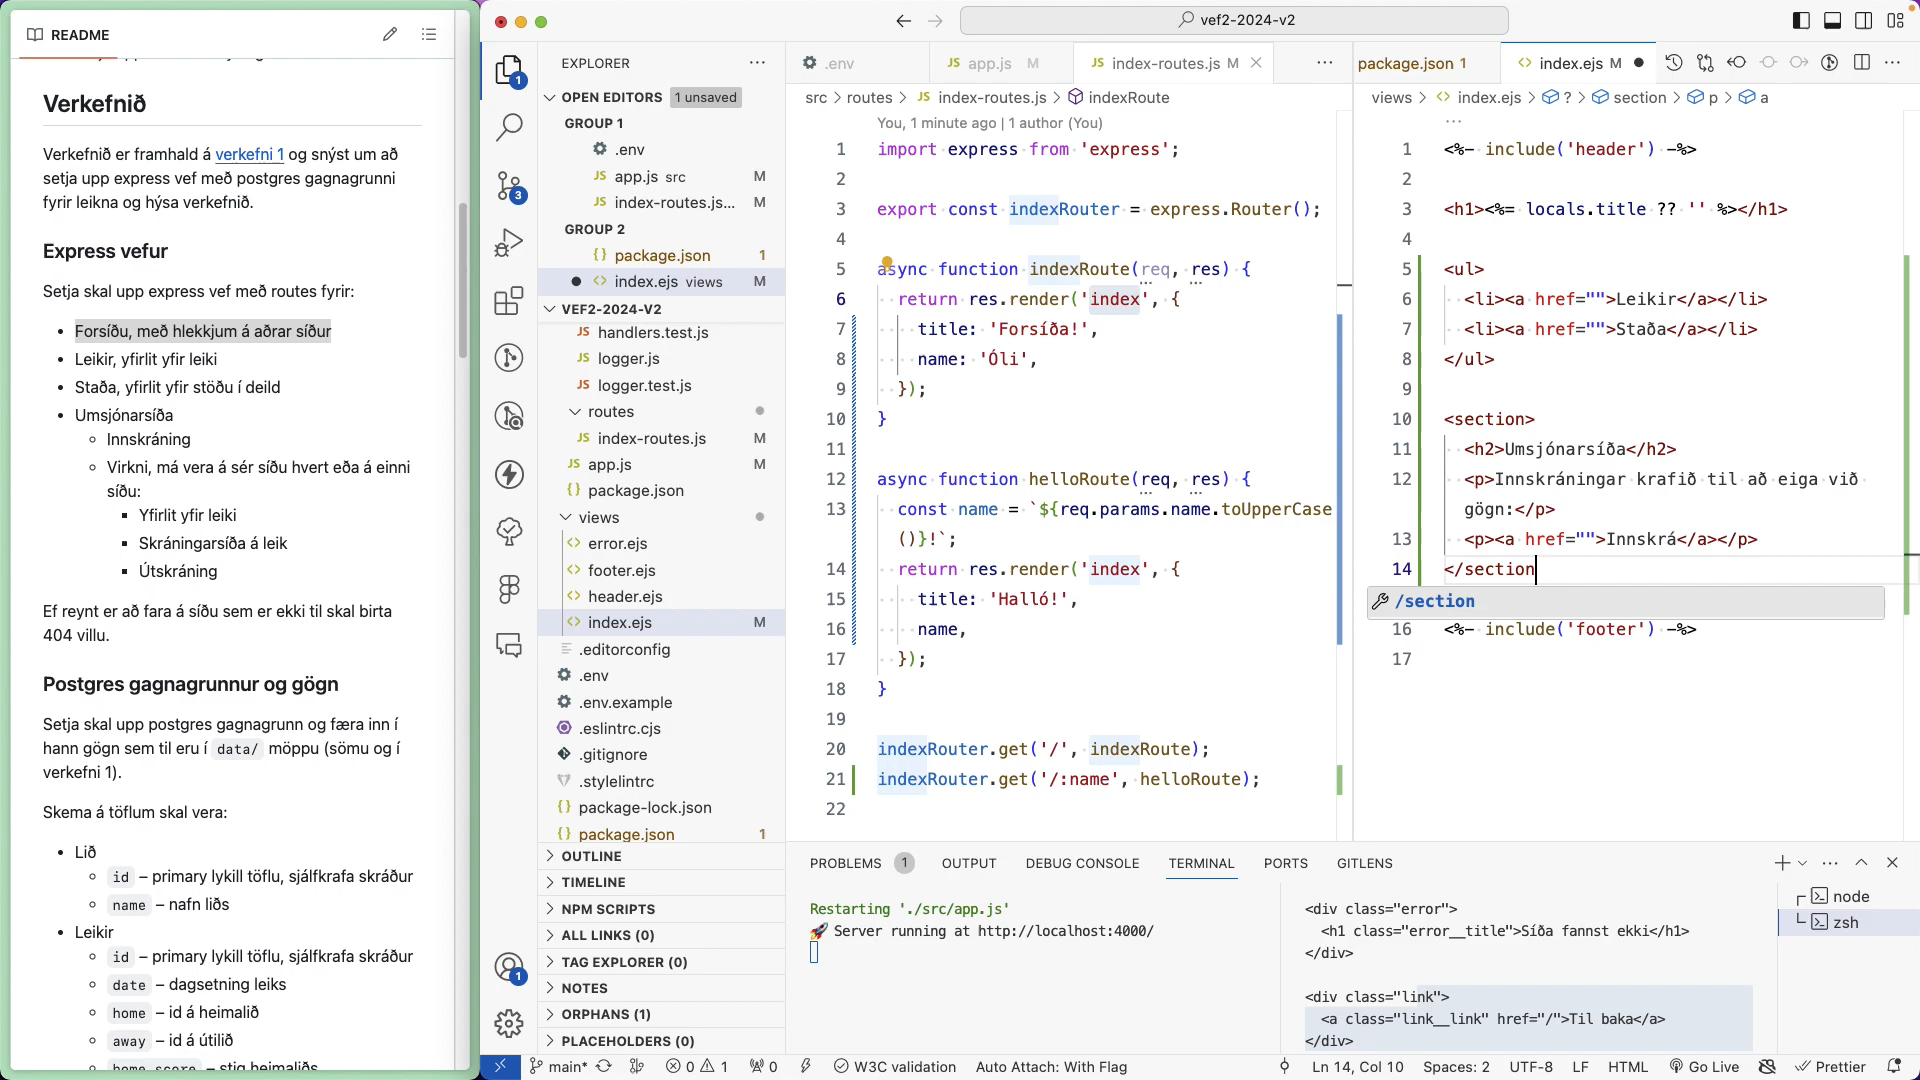 README
Verkefnið
Verkefnið er framhald á verkefni 1 og snýst um að
setja upp express vef með postgres gagnagrunni
fyrir leikna og hýsa verkefnið.
Express vefur
Setja skal upp express vef með routes fyrir:
Forsíðu, með hlekkjum á aðrar síður
Leikir, yfirlit yfir leiki
Staða, yfirlit yfir stöðu í deild
Umsjónarsíða
Innskráning
Virkni, má vera á sér síðu hvert eða á einni
síðu:
Yfirlit yfir leiki
Skráningarsíða á leik
Útskráning
Ef reynt er að fara á síðu sem er ekki til skal birta
404 villu.
Postgres gagnagrunnur og gögn
Setja skal upp postgres gagnagrunn og færa inn í
hann gögn sem til eru í data/ möppu (sömu og í
verkefni 1).
Skema á töflum skal vera:
Lið
id – primary lykill töflu, sjálfkrafa skráður
name – nafn liðs
Leikir
id – primary lykill töflu, sjálfkrafa skráður
date – dagsetning leiks
home – id á heimalið
away – id á útilið
home_score – stig heimaliðs
vef2-2024-v2
EXPLORER
OPEN EDITORS 1 unsaved
GROUP 1
.env
JS app.js src M
JS index-routes.js... M
GROUP 2
{} package.json 1
<> index.ejs views M
VEF2-2024-V2
JS handlers.test.js
JS logger.js
JS logger.test.js
routes
JS index-routes.js M
JS app.js M
{} package.json
views
<> error.ejs
<> footer.ejs
<> header.ejs
<> index.ejs M
.editorconfig
.env
.env.example
.eslintrc.cjs
.gitignore
.stylelintrc
{} package-lock.json
{} package.json 1
OUTLINE
TIMELINE
NPM SCRIPTS
ALL LINKS (0)
TAG EXPLORER (0)
NOTES
ORPHANS (1)
PLACEHOLDERS (0)
1
3
1
.env
JS app.js M
JS index-routes.js M
src > routes > JS index-routes.js > indexRoute
You, 1 minute ago | 1 author (You)
1 import express from 'express';
2
3 export const indexRouter = express.Router();
4
5 async function indexRoute(req, res) {
6 return res.render('index', {
7 title: 'Forsíða!',
8 name: 'Óli',
9 });
10 }
11
12 async function helloRoute(req, res) {
13 const name = `${req.params.name.toUpperCase
()}!`;
14 return res.render('index', {
15 title: 'Halló!',
16 name,
17 });
18 }
19
20 indexRouter.get('/', indexRoute);
21 indexRouter.get('/:name', helloRoute);
22
package.json 1
<> index.ejs M
views > <> index.ejs > ? > section > p > a
1 <%- include('header') -%>
2
3 <h1><%= locals.title ?? '' %></h1>
4
5 <ul>
6 <li><a href="">Leikir</a></li>
7 <li><a href="">Staða</a></li>
8 </ul>
9
10 <section>
11 <h2>Umsjónarsíða</h2>
12 <p>Innskráningar krafið til að eiga við
gögn:</p>
13 <p><a href="">Innskrá</a></p>
14 </section
/section
16 <%- include('footer') -%>
17
PROBLEMS 1 OUTPUT DEBUG CONSOLE TERMINAL PORTS GITLENS
Restarting './src/app.js'
🚀 Server running at http://localhost:4000/
<div class="error">
<h1 class="error__title">Síða fannst ekki</h1>
</div>
<div class="link">
<a class="link__link" href="/">Til baka</a>
</div>
node
zsh
main* 0 1 0 W3C validation Auto Attach: With Flag Ln 14, Col 10 Spaces: 2 UTF-8 LF HTML Go Live Prettier